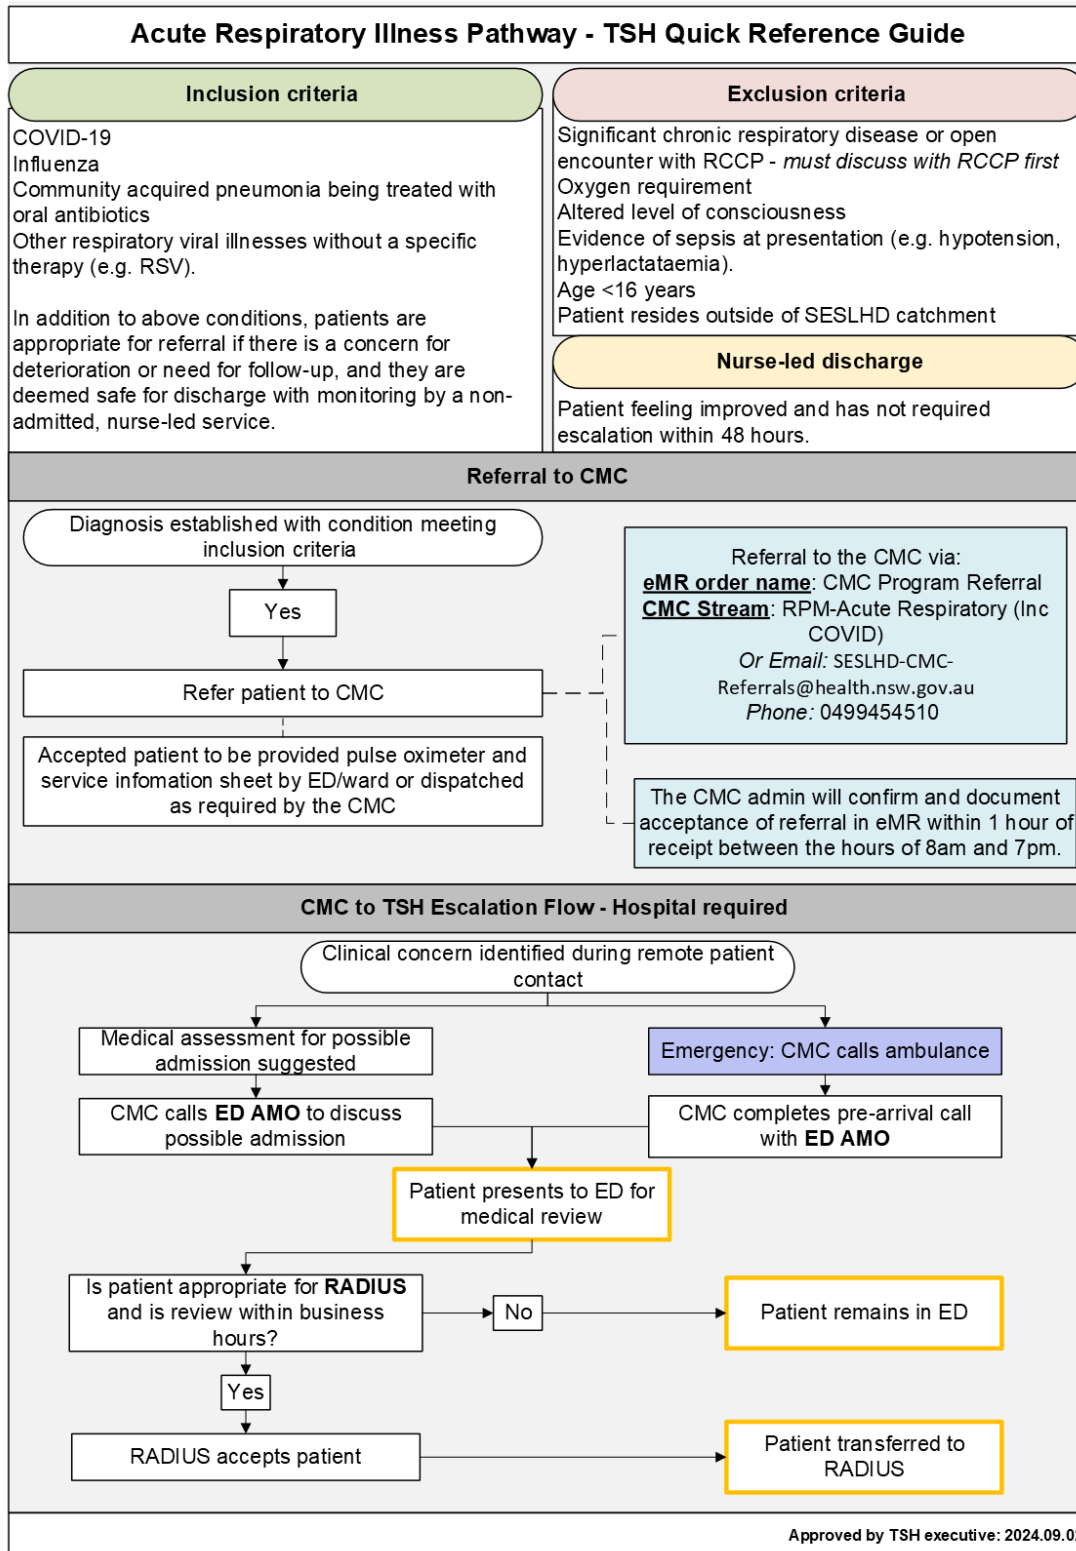 Acute Respiratory Illness Pathway - TSH Quick Reference Guide
Inclusion criteria
COVID-19
Influenza
Community acquired pneumonia being treated with
oral antibiotics
Other respiratory viral illnesses without a specific
therapy (e.g. RSV).
In addition to above conditions, patients are
appropriate for referral if there is a concern for
deterioration or need for follow-up, and they are
deemed safe for discharge with monitoring by a non-
admitted, nurse-led service.
Exclusion criteria
Significant chronic respiratory disease or open
encounter with RCCP - must discuss with RCCP first
Oxygen requirement
Altered level of consciousness
Evidence of sepsis at presentation (e.g. hypotension,
hyperlactataemia).
Age <16 years
Patient resides outside of SESLHD catchment
Nurse-led discharge
Patient feeling improved and has not required
escalation within 48 hours.
Referral to CMC
Diagnosis established with condition meeting
inclusion criteria
Yes
Refer patient to CMC
Accepted patient to be provided pulse oximeter and
service infomation sheet by ED/ward or dispatched
as required by the CMC
Referral to the CMC via:
eMR order name: CMC Program Referral
CMC Stream: RPM-Acute Respiratory (Inc
COVID)
Or Email: SESLHD-CMC-
Referrals@health.nsw.gov.au
Phone: 0499454510
The CMC admin will confirm and document
acceptance of referral in eMR within 1 hour of
receipt between the hours of 8am and 7pm.
CMC to TSH Escalation Flow - Hospital required
Clinical concern identified during remote patient
contact
Medical assessment for possible
admission suggested
Emergency: CMC calls ambulance
CMC calls ED AMO to discuss
possible admission
CMC completes pre-arrival call
with ED AMO
Patient presents to ED for
medical review
Is patient appropriate for RADIUS
and is review within business
hours?
No
Patient remains in ED
Yes
RADIUS accepts patient
Patient transferred to
RADIUS
Approved by TSH executive: 2024.09.02